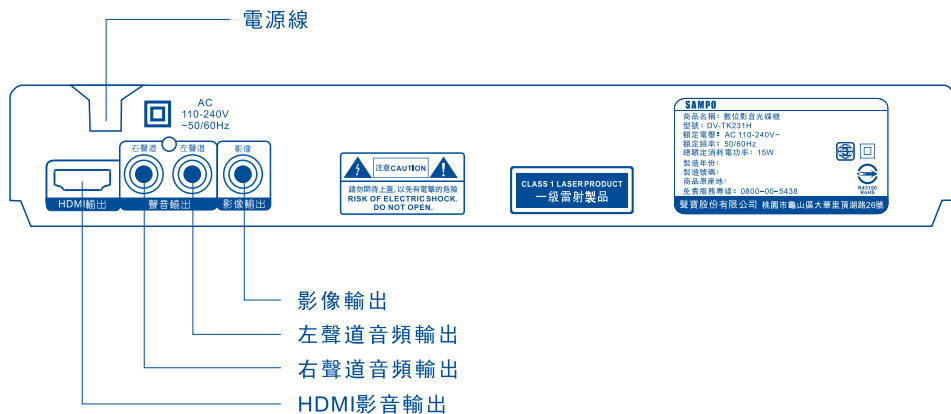 電源線
AC
110-240V
~50/60Hz
右聲道
左聲道
影像
HDMI輸出
聲音輸出
影像輸出
注意CAUTION
請勿開啓上蓋,以免有電擊的危險
RISK OF ELECTRIC SHOCK.
DO NOT OPEN.
CLASS 1 LASER PRODUCT
一級雷射製品
SAMPO
商品名稱：數位影音光碟機
型號：DV-TK231H
額定電壓：AC 110-240V~
額定頻率：50/60Hz
總額定消耗電功率：15W
製造年份：
製造號碼：
商品原產地：
免費服務專線：0800-00-5438
R43190
RoHS
聲寶股份有限公司 桃園市龜山區大華里頂湖路26號
影像輸出
左聲道音頻輸出
右聲道音頻輸出
HDMI影音輸出